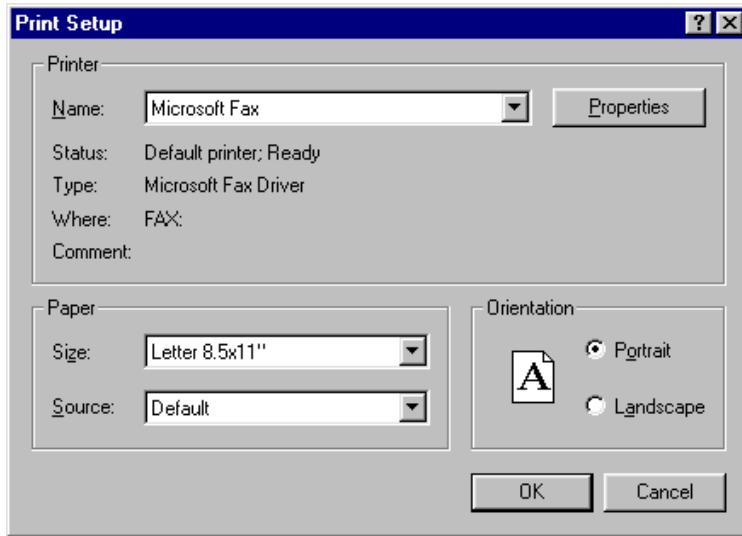 Print Setup
Printer
Name: Microsoft Fax Properties
Status: Default printer; Ready
Type: Microsoft Fax Driver
Where: FAX:
Comment:
Paper
Size: Letter 8.5x11"
Source: Default
Orientation
A
Portrait
Landscape
OK Cancel